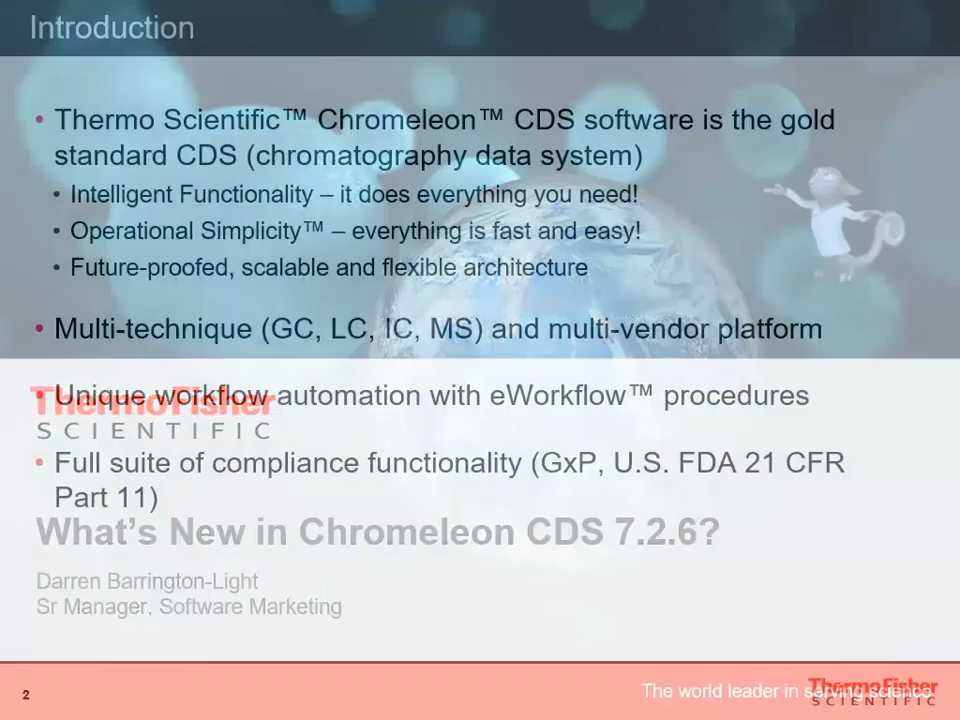 Introduction
• Thermo Scientific™ Chromeleon™ CDS software is the gold
standard CDS (chromatography data system)
• Intelligent Functionality – it does everything you need!
• Operational Simplicity™ – everything is fast and easy!
• Future-proofed, scalable and flexible architecture
• Multi-technique (GC, LC, IC, MS) and multi-vendor platform
• Unique workflow automation with eWorkflow™ procedures
ThermoFisher
SCIENTIFIC
• Full suite of compliance functionality (GxP, U.S. FDA 21 CFR
Part 11)
What's New in Chromeleon CDS 7.2.6?
Darren Barrington-Light
Sr Manager, Software Marketing
2
The world leader in serving science
ThermoFisher
SCIENTIFIC